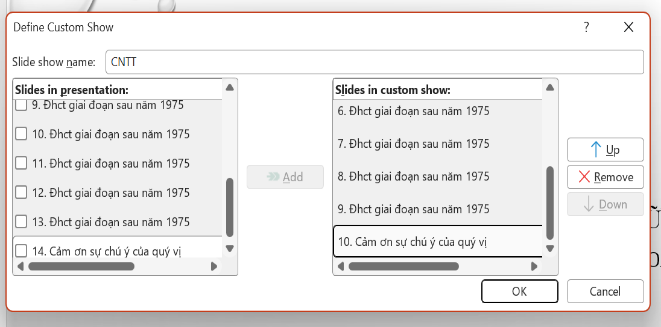 Define Custom Show
?
Slide show name: CNTT
Slides in presentation:
9. Đhct giai đoạn sau năm 1975
10. Đhct giai đoạn sau năm 1975
11. Đhct giai đoạn sau năm 1975
12. Đhct giai đoạn sau năm 1975
13. Đhct giai đoạn sau năm 1975
14. Cảm ơn sự chú ý của quý vị
Add
Slides in custom show:
6. Đhct giai đoạn sau năm 1975
7. Đhct giai đoạn sau năm 1975
8. Đhct giai đoạn sau năm 1975
9. Đhct giai đoạn sau năm 1975
10. Cảm ơn sự chú ý của quý vị
Up
Remove
Down
OK
Cancel